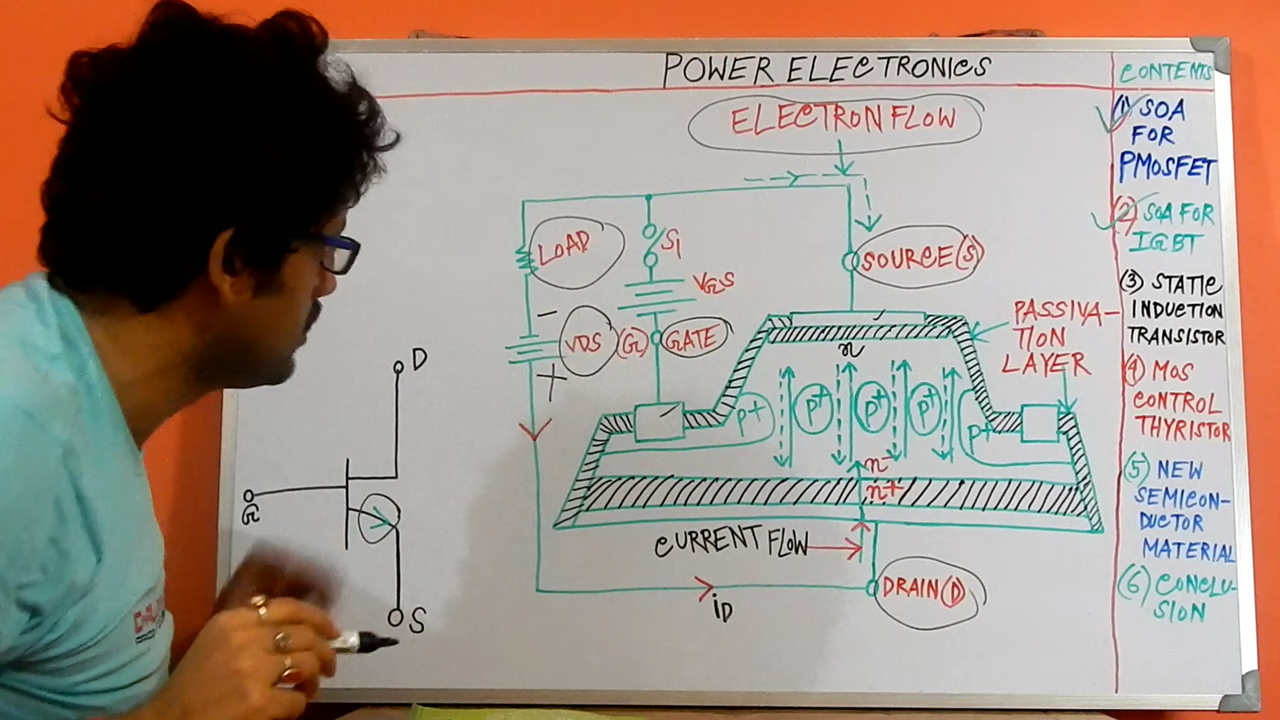 POWER ELECTRONICS
ELECTRON FLOW
LOAD
S1
VGS
SOURCE(S)
-
VDS
(G) GATE
+
PASSIVA-
TION
LAYER
n
P+
P+
P+
P+
P+
n-
n+
CURRENT FLOW
DRAIN(D)
iD
D
G
S
CONTENTS
(1) SOA
FOR
PMOSFET
(2) SOA FOR
IGBT
(3) STATIC
INDUCTION
TRANSISTOR
(4) MOS
CONTROL
THYRISTOR
(5) NEW
SEMICON-
DUCTOR
MATERIAL
(6) CONCLU-
SION